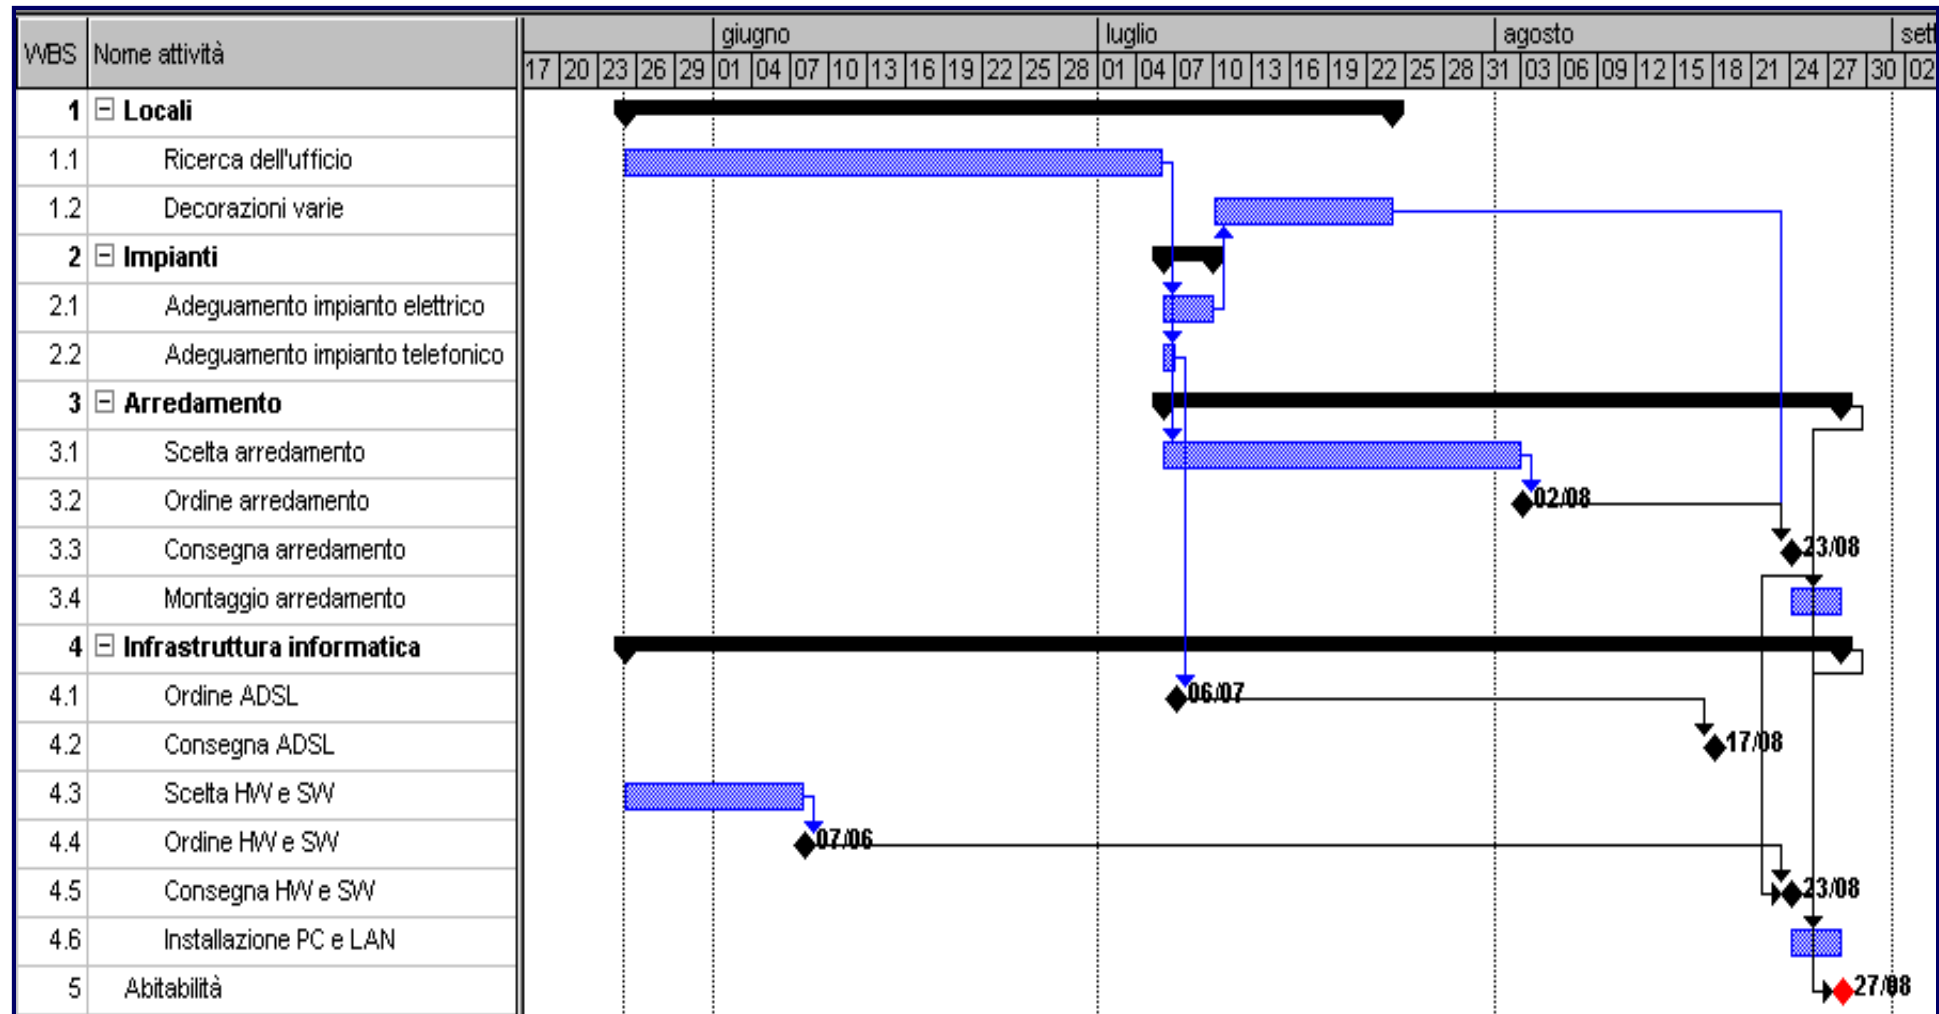 WBS Nome attività giugno luglio agosto sett
17 20 23 26 29 01 04 07 10 13 16 19 22 25 28 01 04 07 10 13 16 19 22 25 28 31 03 06 09 12 15 18 21 24 27 30 02
1 Locali
1.1 Ricerca dell'ufficio
1.2 Decorazioni varie
2 Impianti
2.1 Adeguamento impianto elettrico
2.2 Adeguamento impianto telefonico
3 Arredamento
3.1 Scelta arredamento
3.2 Ordine arredamento 02/08
3.3 Consegna arredamento 23/08
3.4 Montaggio arredamento
4 Infrastruttura informatica
4.1 Ordine ADSL 06/07
4.2 Consegna ADSL 17/08
4.3 Scelta HW e SW
4.4 Ordine HW e SW 07/06
4.5 Consegna HW e SW 23/08
4.6 Installazione PC e LAN
5 Abitabilità 27/08